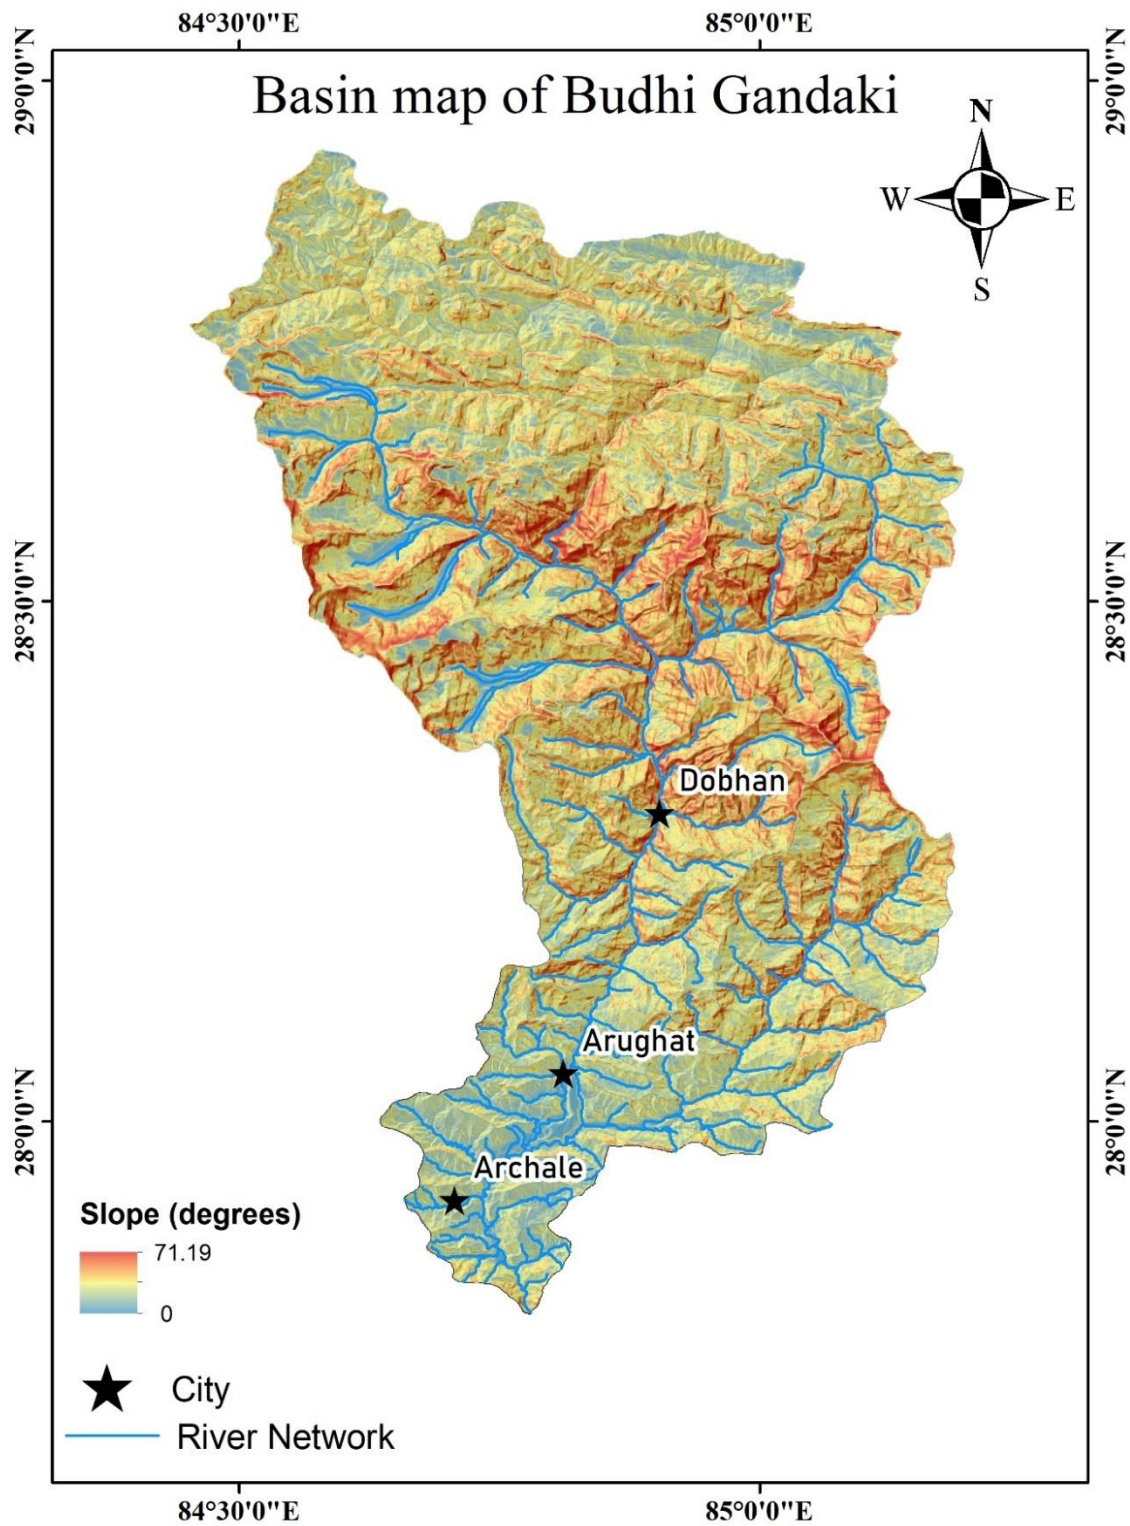 84°30'0"E
85°0'0"E
29°0'0"N
29°0'0"N
Basin map of Budhi Gandaki
N
W
E
S
28°30'0"N
28°30'0"N
Dobhan
Arughat
28°0'0"N
28°0'0"N
Archale
Slope (degrees)
71.19
0
City
River Network
84°30'0"E
85°0'0"E